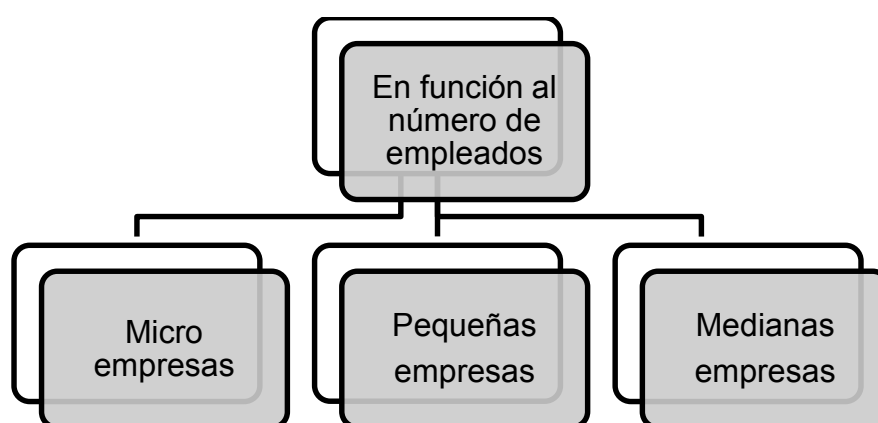 En función al
número de
empleados
Micro
empresas
Pequeñas
empresas
Medianas
empresas